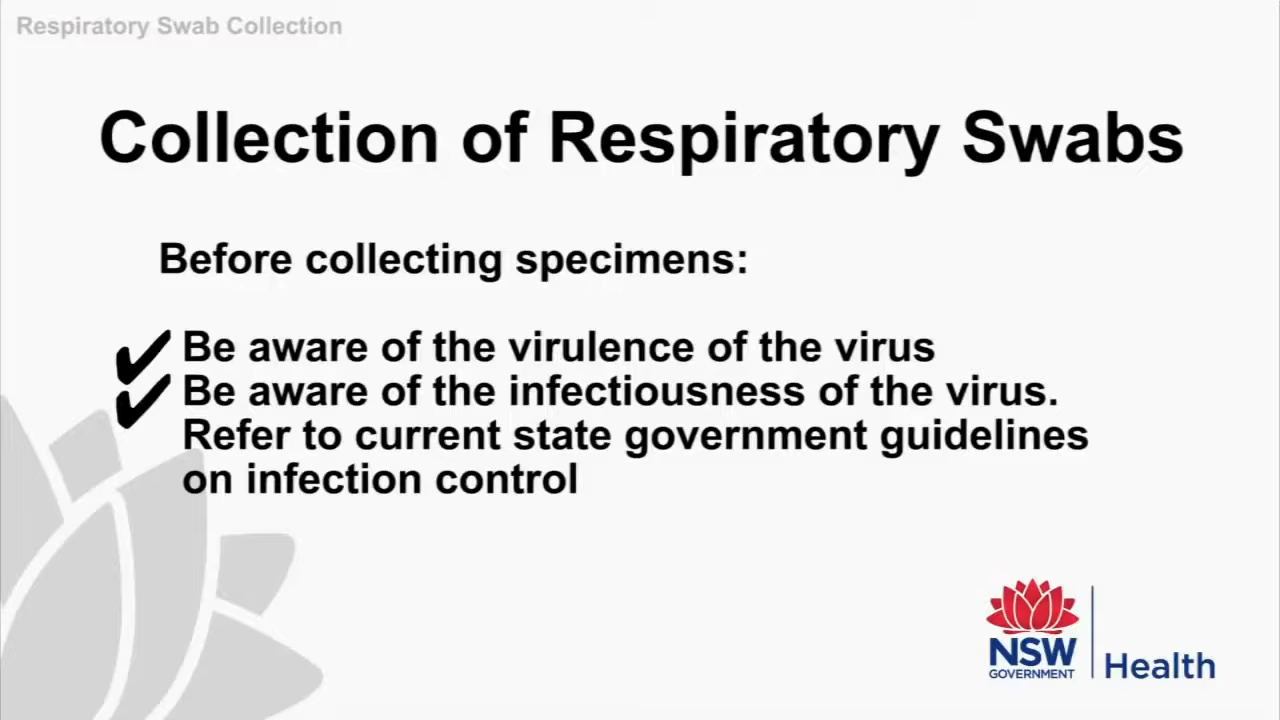 Respiratory Swab Collection
Collection of Respiratory Swabs
Before collecting specimens:
✔ Be aware of the virulence of the virus
✔ Be aware of the infectiousness of the virus.
Refer to current state government guidelines
on infection control
NSW
GOVERNMENT
Health